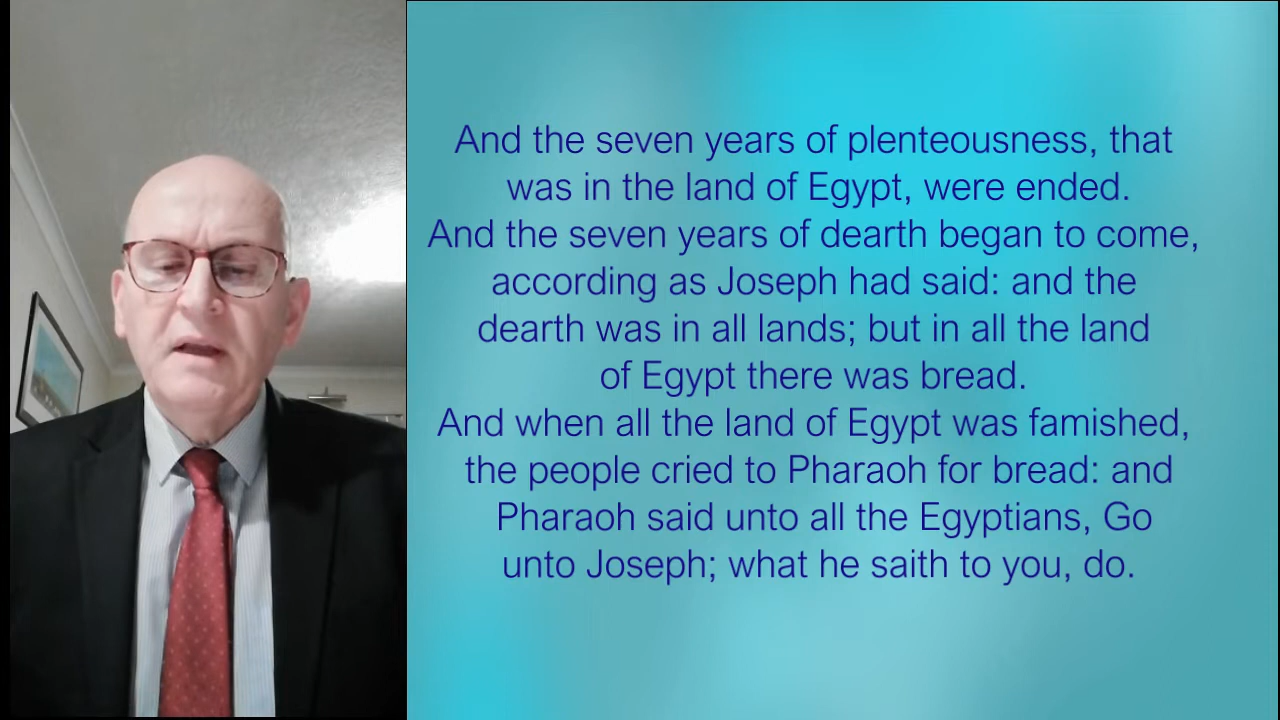 And the seven years of plenteousness, that
was in the land of Egypt, were ended.
And the seven years of dearth began to come,
according as Joseph had said: and the
dearth was in all lands; but in all the land
of Egypt there was bread.
And when all the land of Egypt was famished,
the people cried to Pharaoh for bread: and
Pharaoh said unto all the Egyptians, Go
unto Joseph; what he saith to you, do.